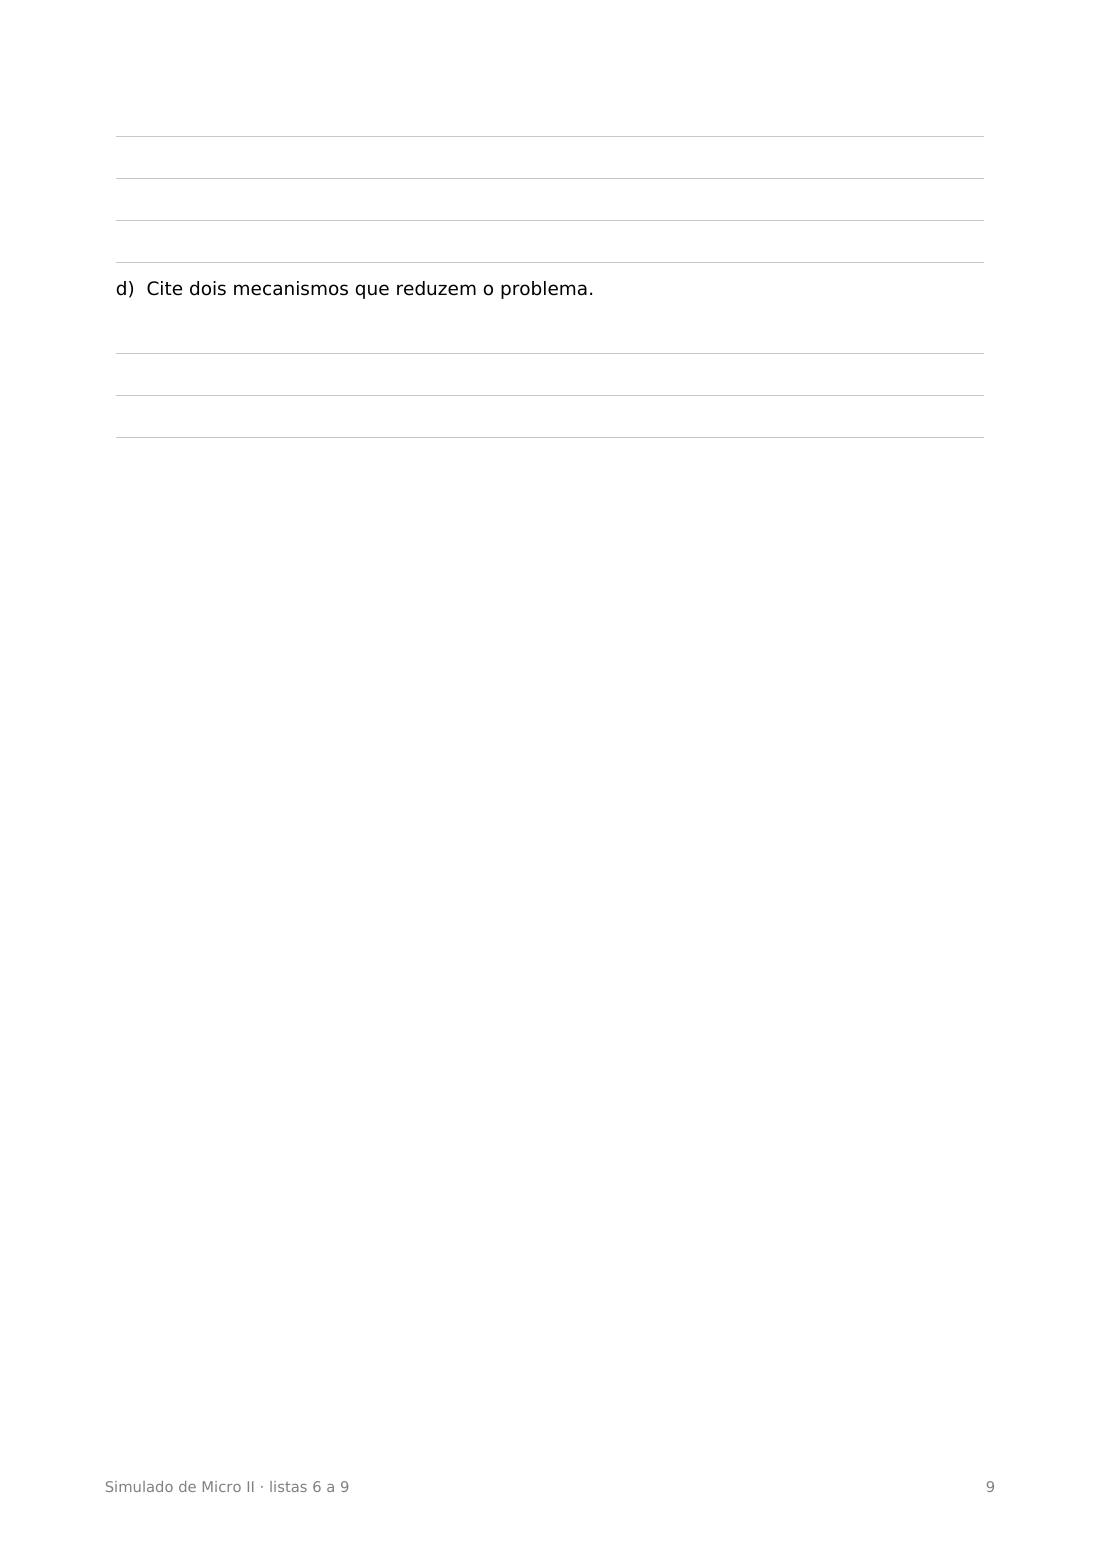 d) Cite dois mecanismos que reduzem o problema.
Simulado de Micro II · listas 6 a 9
9